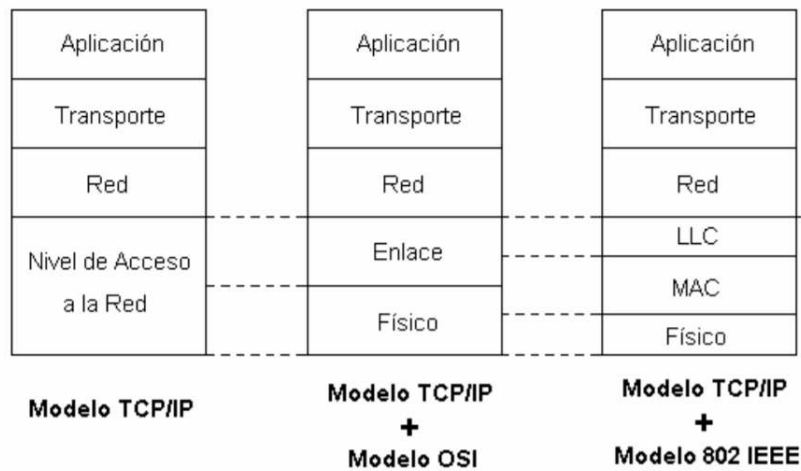 Aplicación
Transporte
Red
Nivel de Acceso
a la Red
Modelo TCP/IP
Aplicación
Transporte
Red
Enlace
Físico
Modelo TCP/IP
+
Modelo OSI
Aplicación
Transporte
Red
LLC
MAC
Físico
Modelo TCP/IP
+
Modelo 802 IEEE